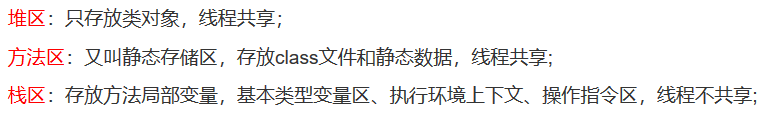 堆区：只存放类对象，线程共享；
方法区：又叫静态存储区，存放class文件和静态数据，线程共享;
栈区：存放方法局部变量，基本类型变量区、执行环境上下文、操作指令区，线程不共享;